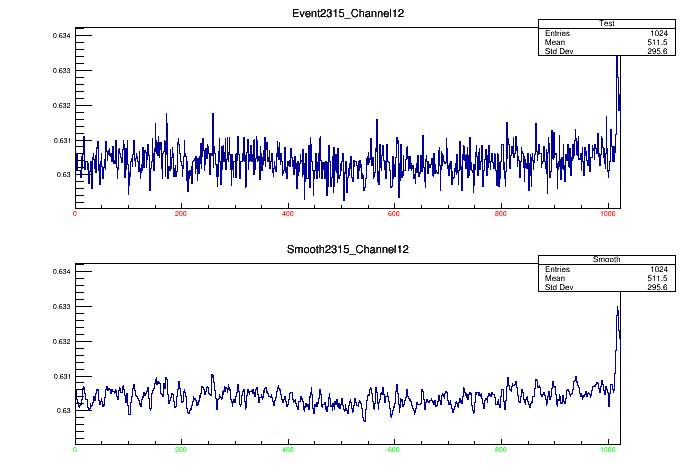 Event2315_Channel12
Test
Entries 1024
Mean 511.5
Std Dev 295.6
0.634
0.633
0.632
0.631
0.63
0 200 400 600 800 1000
Smooth2315_Channel12
Smooth
Entries 1024
Mean 511.5
Std Dev 295.6
0.634
0.633
0.632
0.631
0.63
0 200 400 600 800 1000